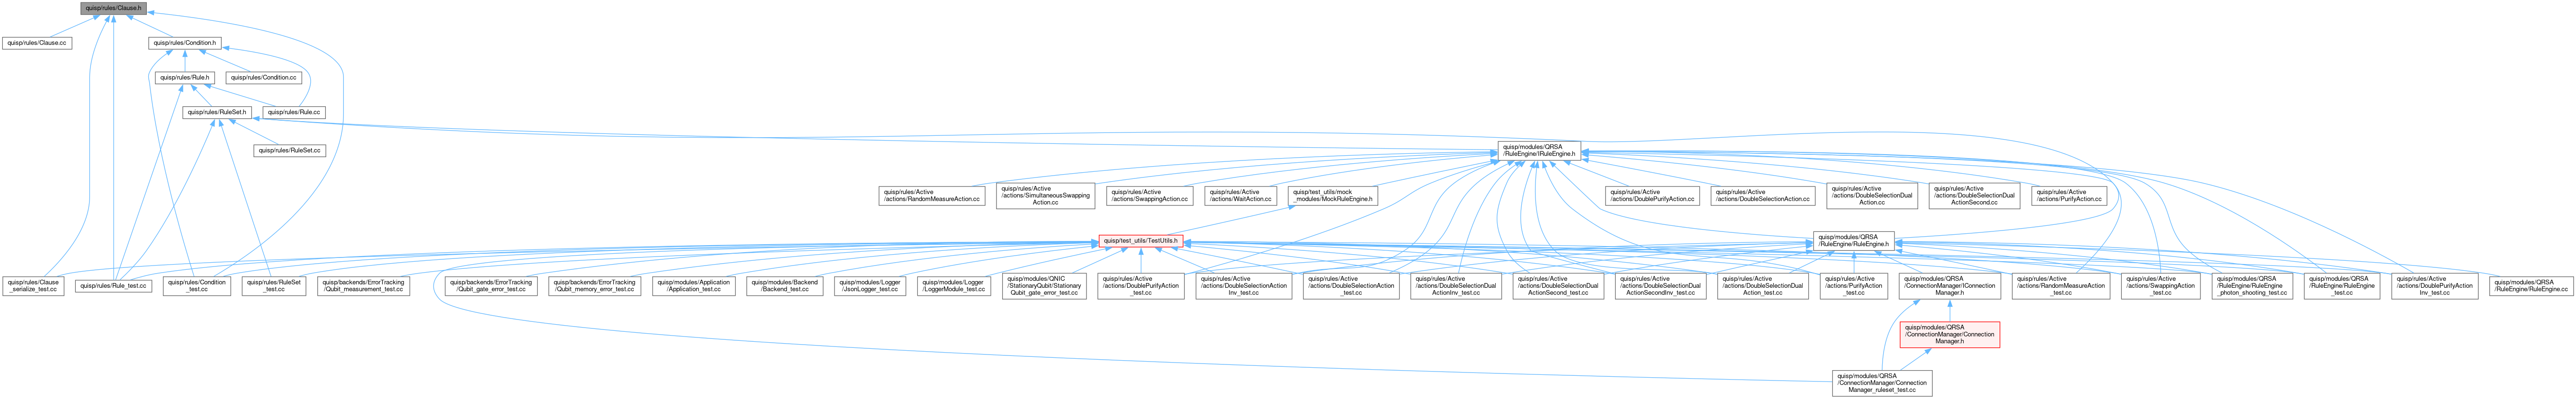 quisp/rules/Clause.h
quisp/rules/Clause.cc
quisp/rules/Condition.h
quisp/rules/Rule.h
quisp/rules/Condition.cc
quisp/rules/RuleSet.h
quisp/rules/Rule.cc
quisp/rules/RuleSet.cc
quisp/modules/QRSA
/RuleEngine/IRuleEngine.h
quisp/rules/Active
/actions/RandomMeasureAction.cc
quisp/rules/Active
/actions/SimultaneousSwapping
Action.cc
quisp/rules/Active
/actions/SwappingAction.cc
quisp/rules/Active
/actions/WaitAction.cc
quisp/test_utils/mock
_modules/MockRuleEngine.h
quisp/rules/Active
/actions/DoublePurifyAction.cc
quisp/rules/Active
/actions/DoubleSelectionAction.cc
quisp/rules/Active
/actions/DoubleSelectionDual
Action.cc
quisp/rules/Active
/actions/DoubleSelectionDual
ActionSecond.cc
quisp/rules/Active
/actions/PurifyAction.cc
quisp/test_utils/TestUtils.h
quisp/modules/QRSA
/RuleEngine/RuleEngine.h
quisp/rules/Clause
_serialize_test.cc
quisp/rules/Rule_test.cc
quisp/rules/Condition
_test.cc
quisp/rules/RuleSet
_test.cc
quisp/backends/ErrorTracking
/Qubit_measurement_test.cc
quisp/backends/ErrorTracking
/Qubit_gate_error_test.cc
quisp/backends/ErrorTracking
/Qubit_memory_error_test.cc
quisp/modules/Application
/Application_test.cc
quisp/modules/Backend
/Backend_test.cc
quisp/modules/Logger
/JsonLogger_test.cc
quisp/modules/Logger
/LoggerModule_test.cc
quisp/modules/QNIC
/StationaryQubit/Stationary
Qubit_gate_error_test.cc
quisp/rules/Active
/actions/DoublePurifyAction
_test.cc
quisp/rules/Active
/actions/DoubleSelectionAction
Inv_test.cc
quisp/rules/Active
/actions/DoubleSelectionAction
_test.cc
quisp/rules/Active
/actions/DoubleSelectionDual
ActionInv_test.cc
quisp/rules/Active
/actions/DoubleSelectionDual
ActionSecond_test.cc
quisp/rules/Active
/actions/DoubleSelectionDual
ActionSecondInv_test.cc
quisp/rules/Active
/actions/DoubleSelectionDual
Action_test.cc
quisp/rules/Active
/actions/PurifyAction
_test.cc
quisp/modules/QRSA
/ConnectionManager/IConnection
Manager.h
quisp/rules/Active
/actions/RandomMeasureAction
_test.cc
quisp/rules/Active
/actions/SwappingAction
_test.cc
quisp/modules/QRSA
/RuleEngine/RuleEngine
_photon_shooting_test.cc
quisp/modules/QRSA
/RuleEngine/RuleEngine
_test.cc
quisp/rules/Active
/actions/DoublePurifyAction
Inv_test.cc
quisp/modules/QRSA
/RuleEngine/RuleEngine.cc
quisp/modules/QRSA
/ConnectionManager/Connection
Manager.h
quisp/modules/QRSA
/ConnectionManager/Connection
Manager_ruleset_test.cc